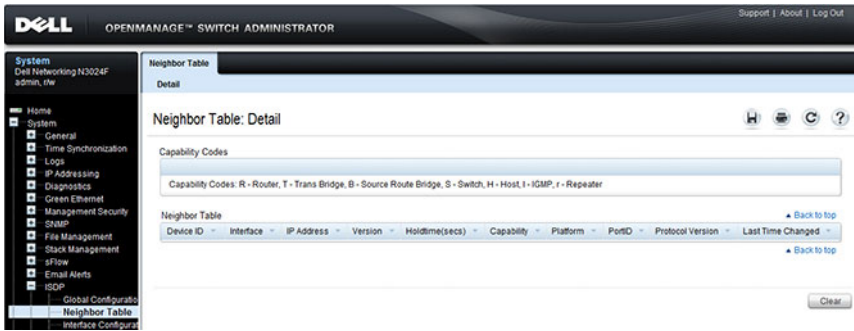 DELL OPENMANAGE™ SWITCH ADMINISTRATOR
Support | About | Log Out
System
Dell Networking N3024F
admin, r/w
Home
System
General
Time Synchronization
Logs
IP Addressing
Diagnostics
Green Ethernet
Management Security
SNMP
File Management
Stack Management
sFlow
Email Alerts
ISDP
Global Configuratio
Neighbor Table
Interface Configurat
Neighbor Table
Detail
Neighbor Table: Detail
Capability Codes
Capability Codes: R - Router, T - Trans Bridge, B - Source Route Bridge, S - Switch, H - Host, I - IGMP, r - Repeater
Neighbor Table
Back to top
Device ID Interface IP Address Version Holdtime(secs) Capability Platform PortID Protocol Version Last Time Changed
Back to top
Clear